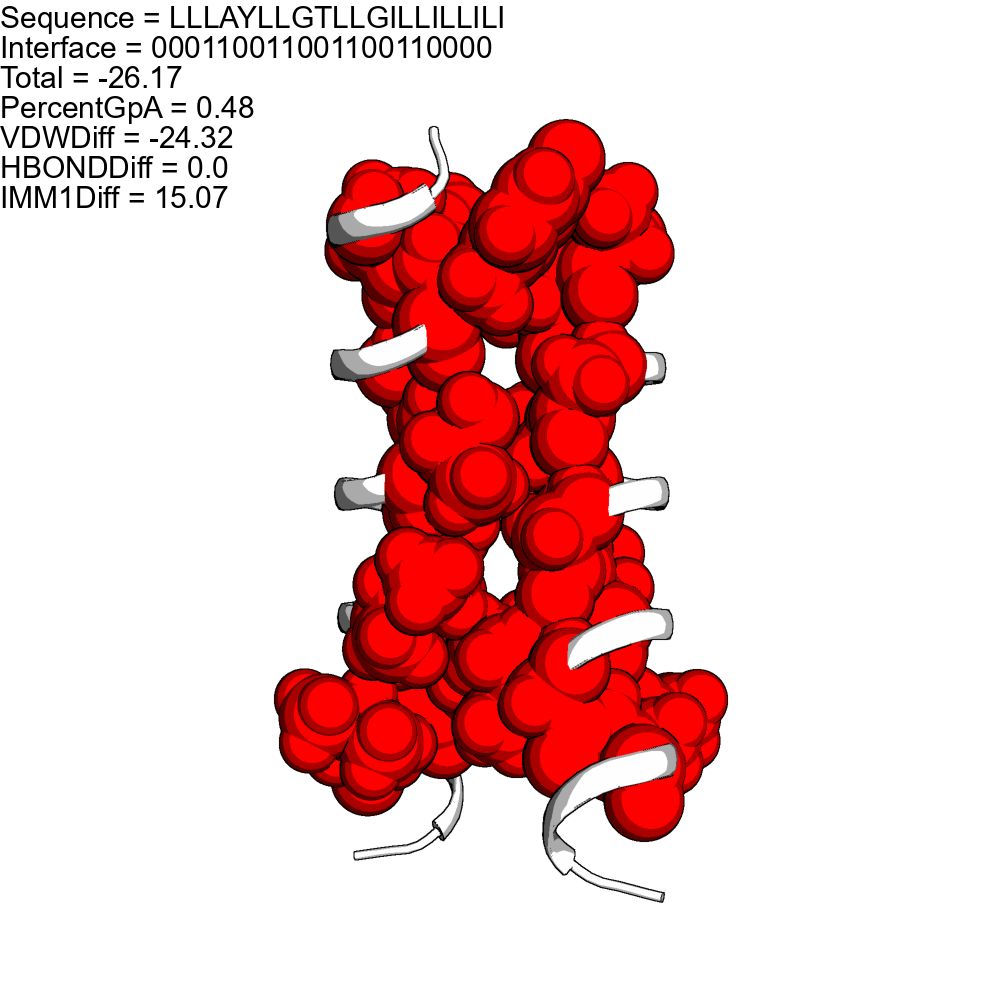 Sequence = LLLAYLLGTLLGILLILLILI
Interface = 000110011001100110000
Total = -26.17
PercentGpA = 0.48
VDWDiff = -24.32
HBONDDiff = 0.0
IMM1Diff = 15.07